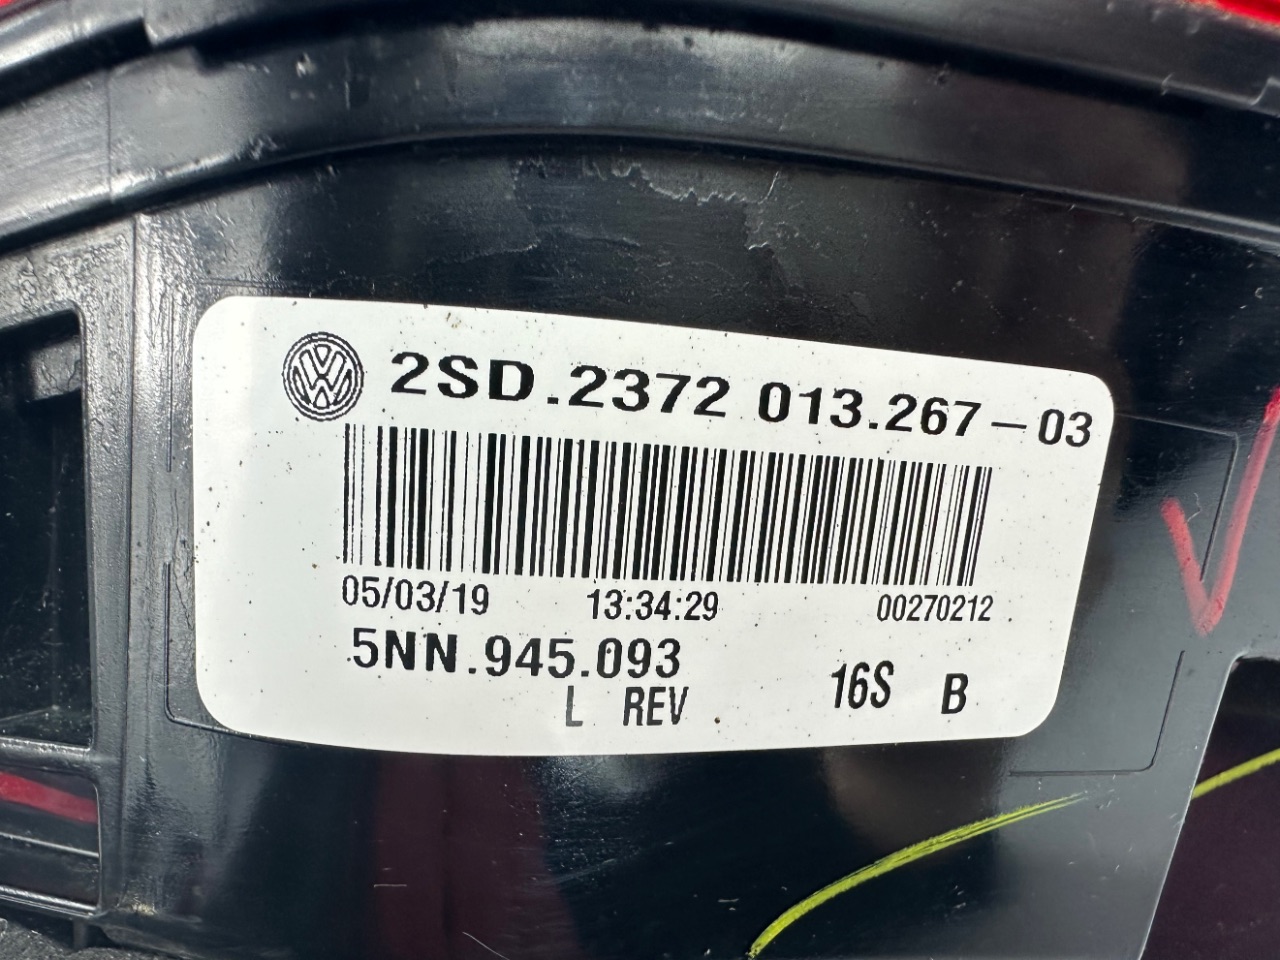 2SD.2372 013.267-03
05/03/19 13:34:29 00270212
5NN.945.093
L REV 16S B